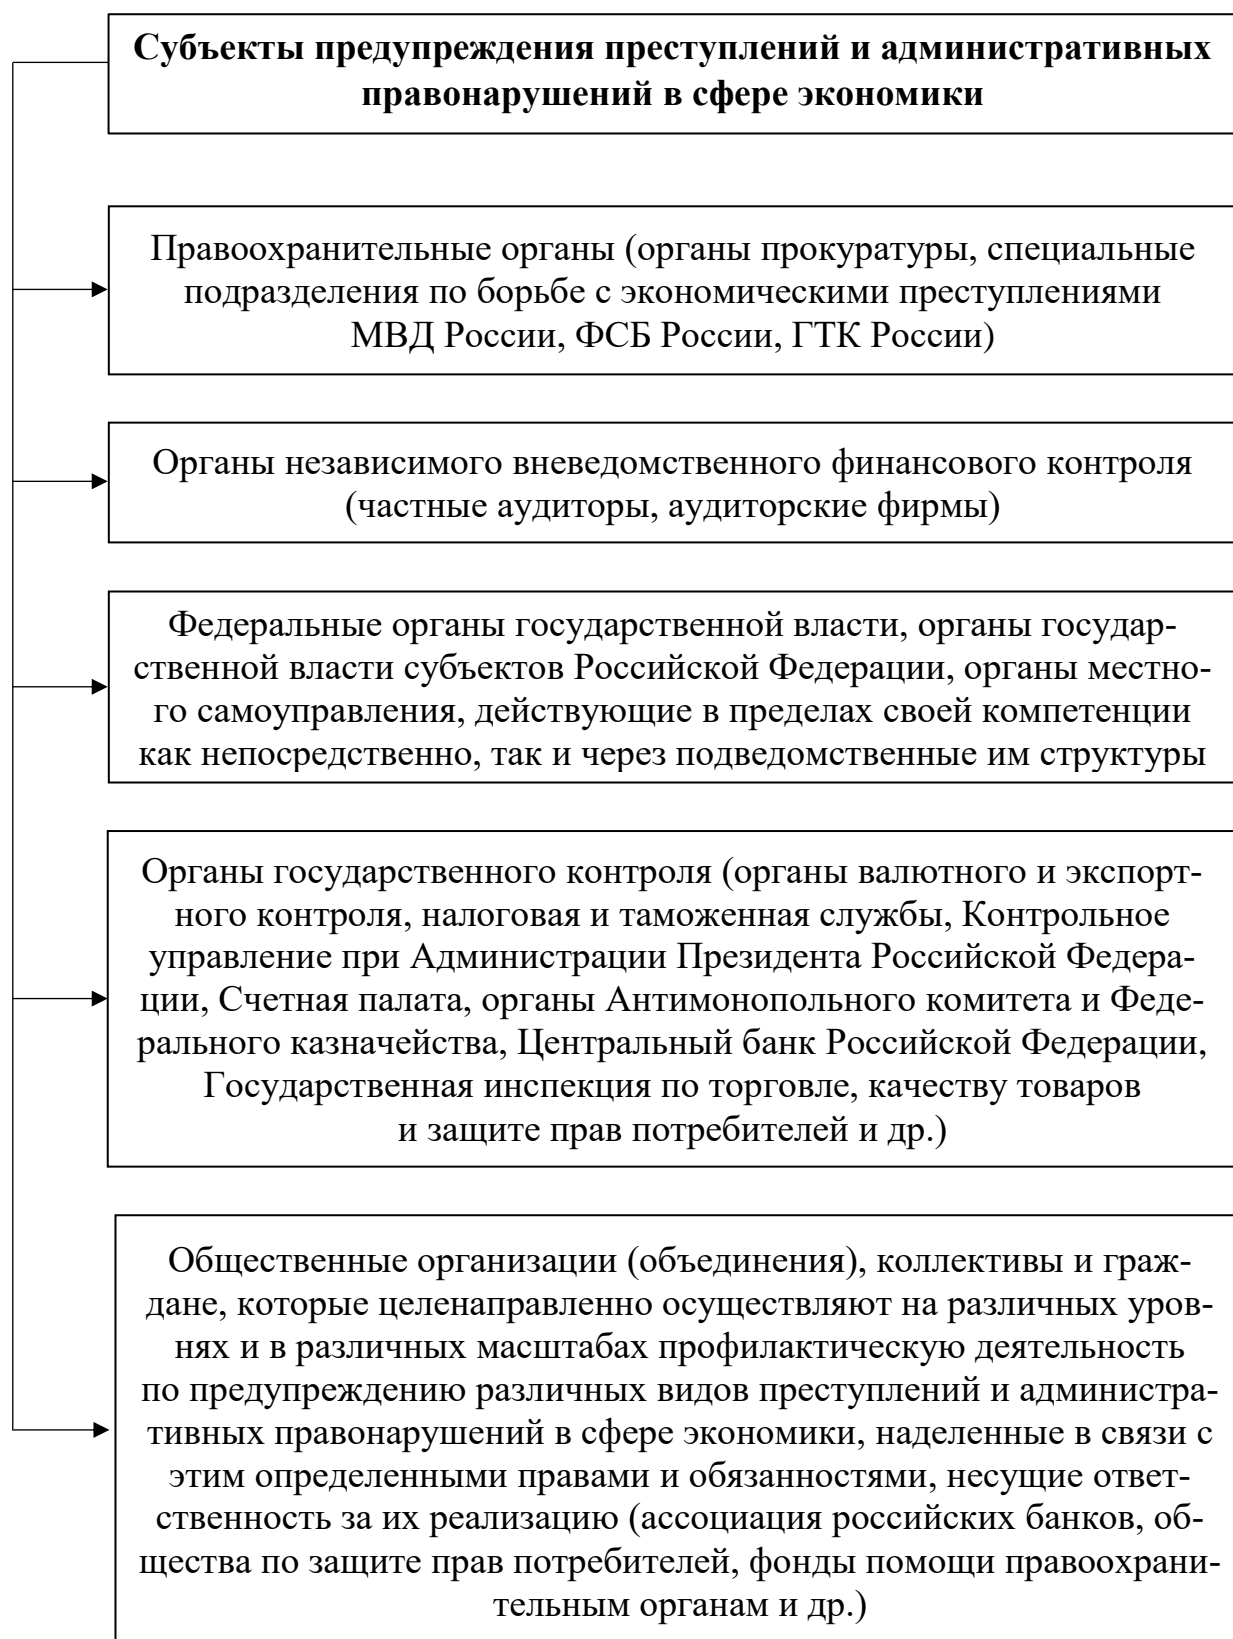 Субъекты предупреждения преступлений и административных
правонарушений в сфере экономики
Правоохранительные органы (органы прокуратуры, специальные
подразделения по борьбе с экономическими преступлениями
МВД России, ФСБ России, ГТК России)
Органы независимого вневедомственного финансового контроля
(частные аудиторы, аудиторские фирмы)
Федеральные органы государственной власти, органы государ-
ственной власти субъектов Российской Федерации, органы местно-
го самоуправления, действующие в пределах своей компетенции
как непосредственно, так и через подведомственные им структуры
Органы государственного контроля (органы валютного и экспорт-
ного контроля, налоговая и таможенная службы, Контрольное
управление при Администрации Президента Российской Федера-
ции, Счетная палата, органы Антимонопольного комитета и Феде-
рального казначейства, Центральный банк Российской Федерации,
Государственная инспекция по торговле, качеству товаров
и защите прав потребителей и др.)
Общественные организации (объединения), коллективы и граж-
дане, которые целенаправленно осуществляют на различных уров-
нях и в различных масштабах профилактическую деятельность
по предупреждению различных видов преступлений и администра-
тивных правонарушений в сфере экономики, наделенные в связи с
этим определенными правами и обязанностями, несущие ответ-
ственность за их реализацию (ассоциация российских банков, об-
щества по защите прав потребителей, фонды помощи правоохрани-
тельным органам и др.)